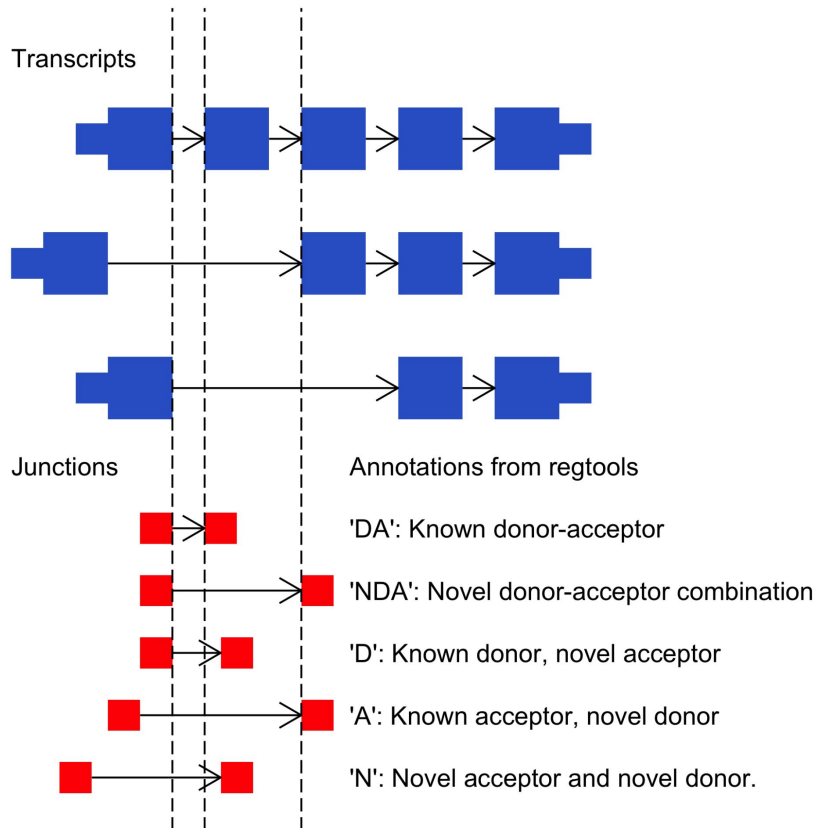 Transcripts
Junctions
Annotations from regtools
'DA': Known donor-acceptor
'NDA': Novel donor-acceptor combination
'D': Known donor, novel acceptor
'A': Known acceptor, novel donor
'N': Novel acceptor and novel donor.